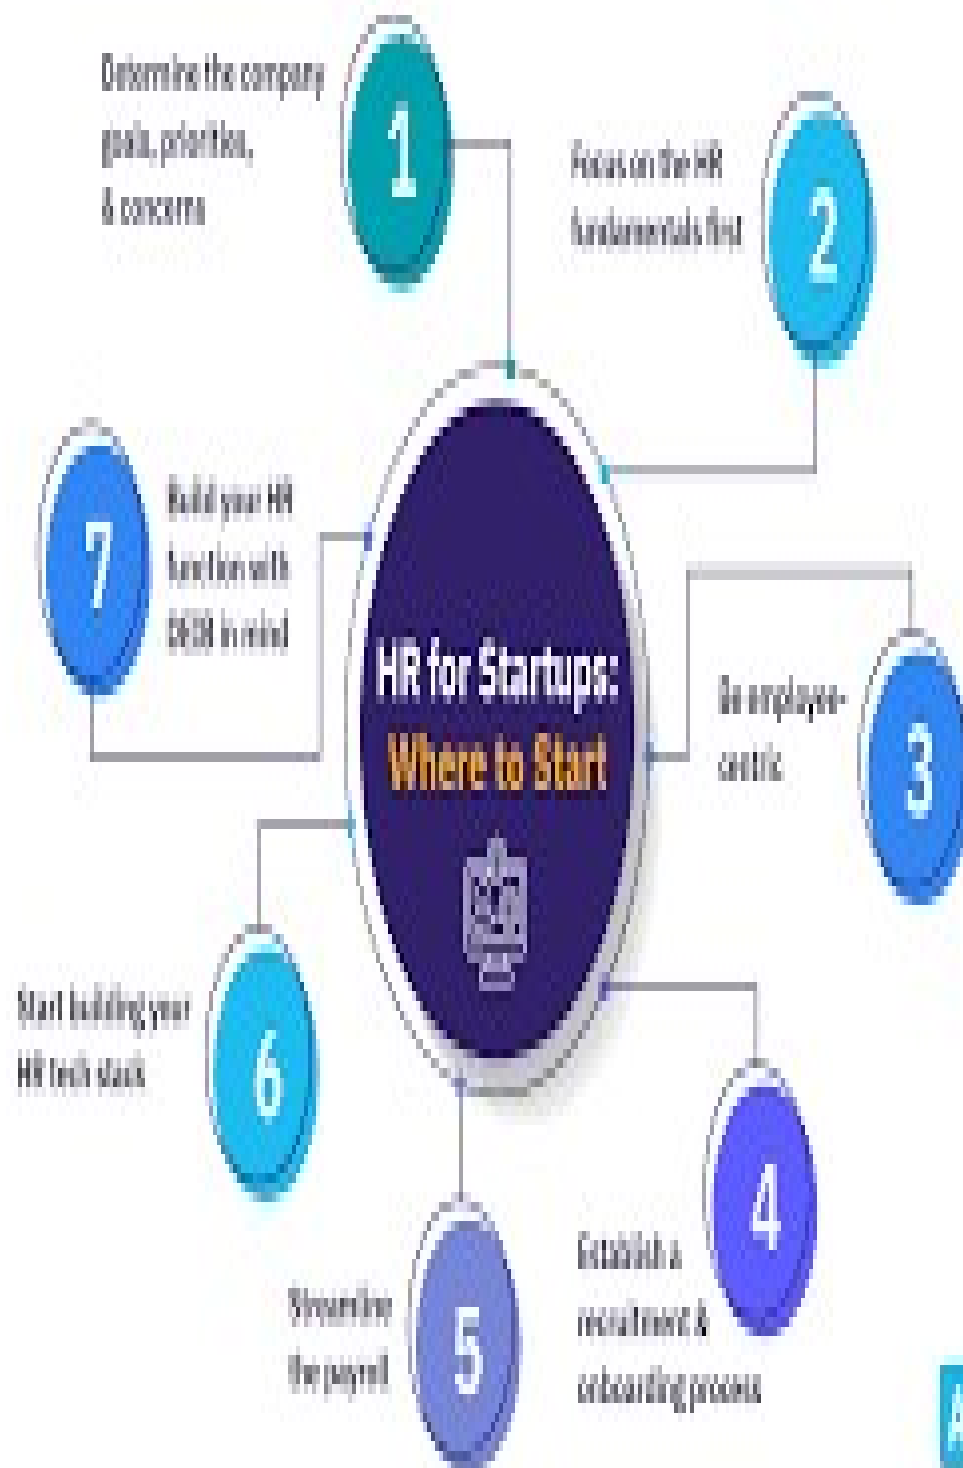 1
Determine the company
goals, priorities,
& concerns
2
Focus on the HR
fundamentals first
3
Be employee-
centric
4
Establish a
recruitment &
onboarding process
5
Streamline
the payroll
6
Start building your
HR tech stack
7
Build your HR
function with
in mind
HR for Startups:
Where to Start
A